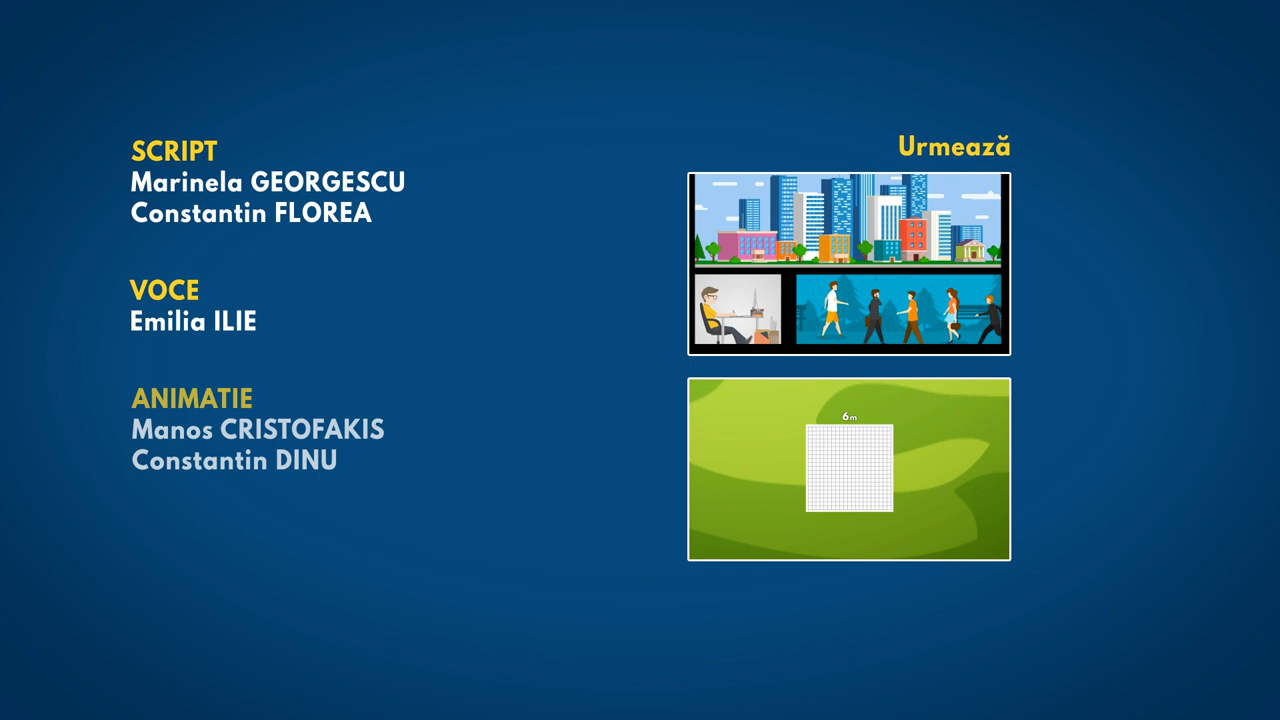 SCRIPT
Marinela GEORGESCU
Constantin FLOREA
VOCE
Emilia ILIE
ANIMATIE
Manos CRISTOFAKIS
Constantin DINU
Urmează
6m